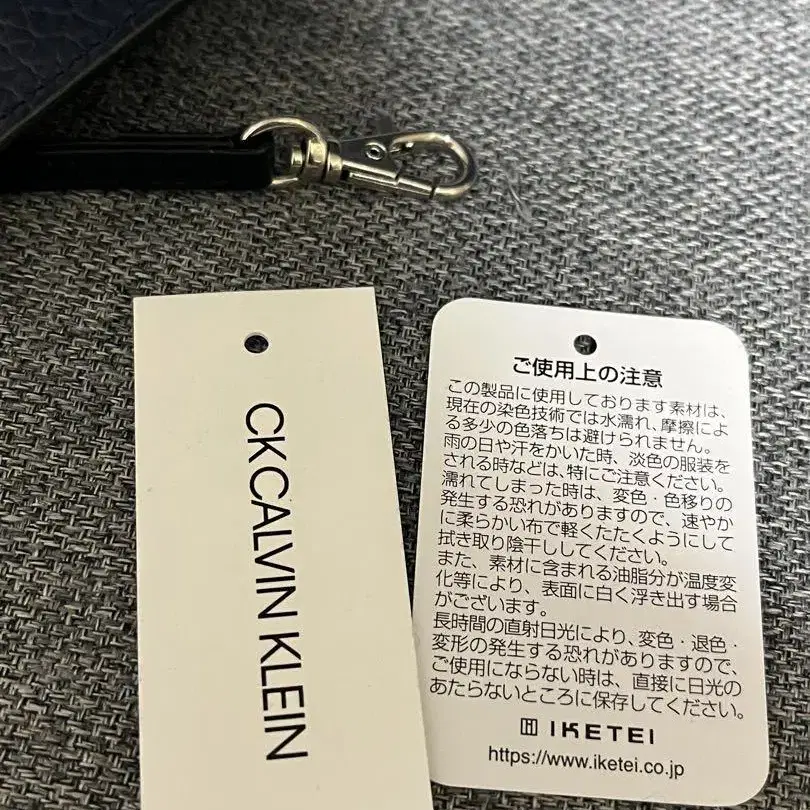 CKCALVIN KLEIN
ご使用上の注意
この製品に使用しております素材は、
現在の染色技術では水濡れ、摩擦によ
る多少の色落ちは避けられません。
雨の日や汗をかいた時、淡色の服装を
される時などは、特にご注意ください。
濡れてしまった時は、変色・色移りの
発生する恐れがありますので、速やか
に柔らかい布で軽くたたくようにして
拭き取り陰干ししてください。
また、素材に含まれる油脂分が温度変
化等により、表面に白く浮き出す場合
がございます。
長時間の直射日光により、変色・退色・
変形の発生する恐れがありますので、
ご使用にならない時は、直接に日光の
あたらないところに保存してください。
IKETEI
https://www.iketei.co.jp